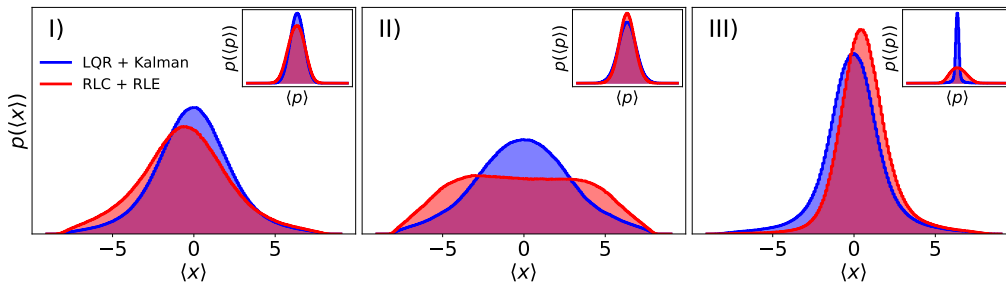 I)
p(⟨p⟩)
⟨p⟩
LQR + Kalman
RLC + RLE
p(⟨x⟩)
−5 0 5
⟨x⟩
II)
p(⟨p⟩)
⟨p⟩
−5 0 5
⟨x⟩
III)
p(⟨p⟩)
⟨p⟩
−5 0 5
⟨x⟩